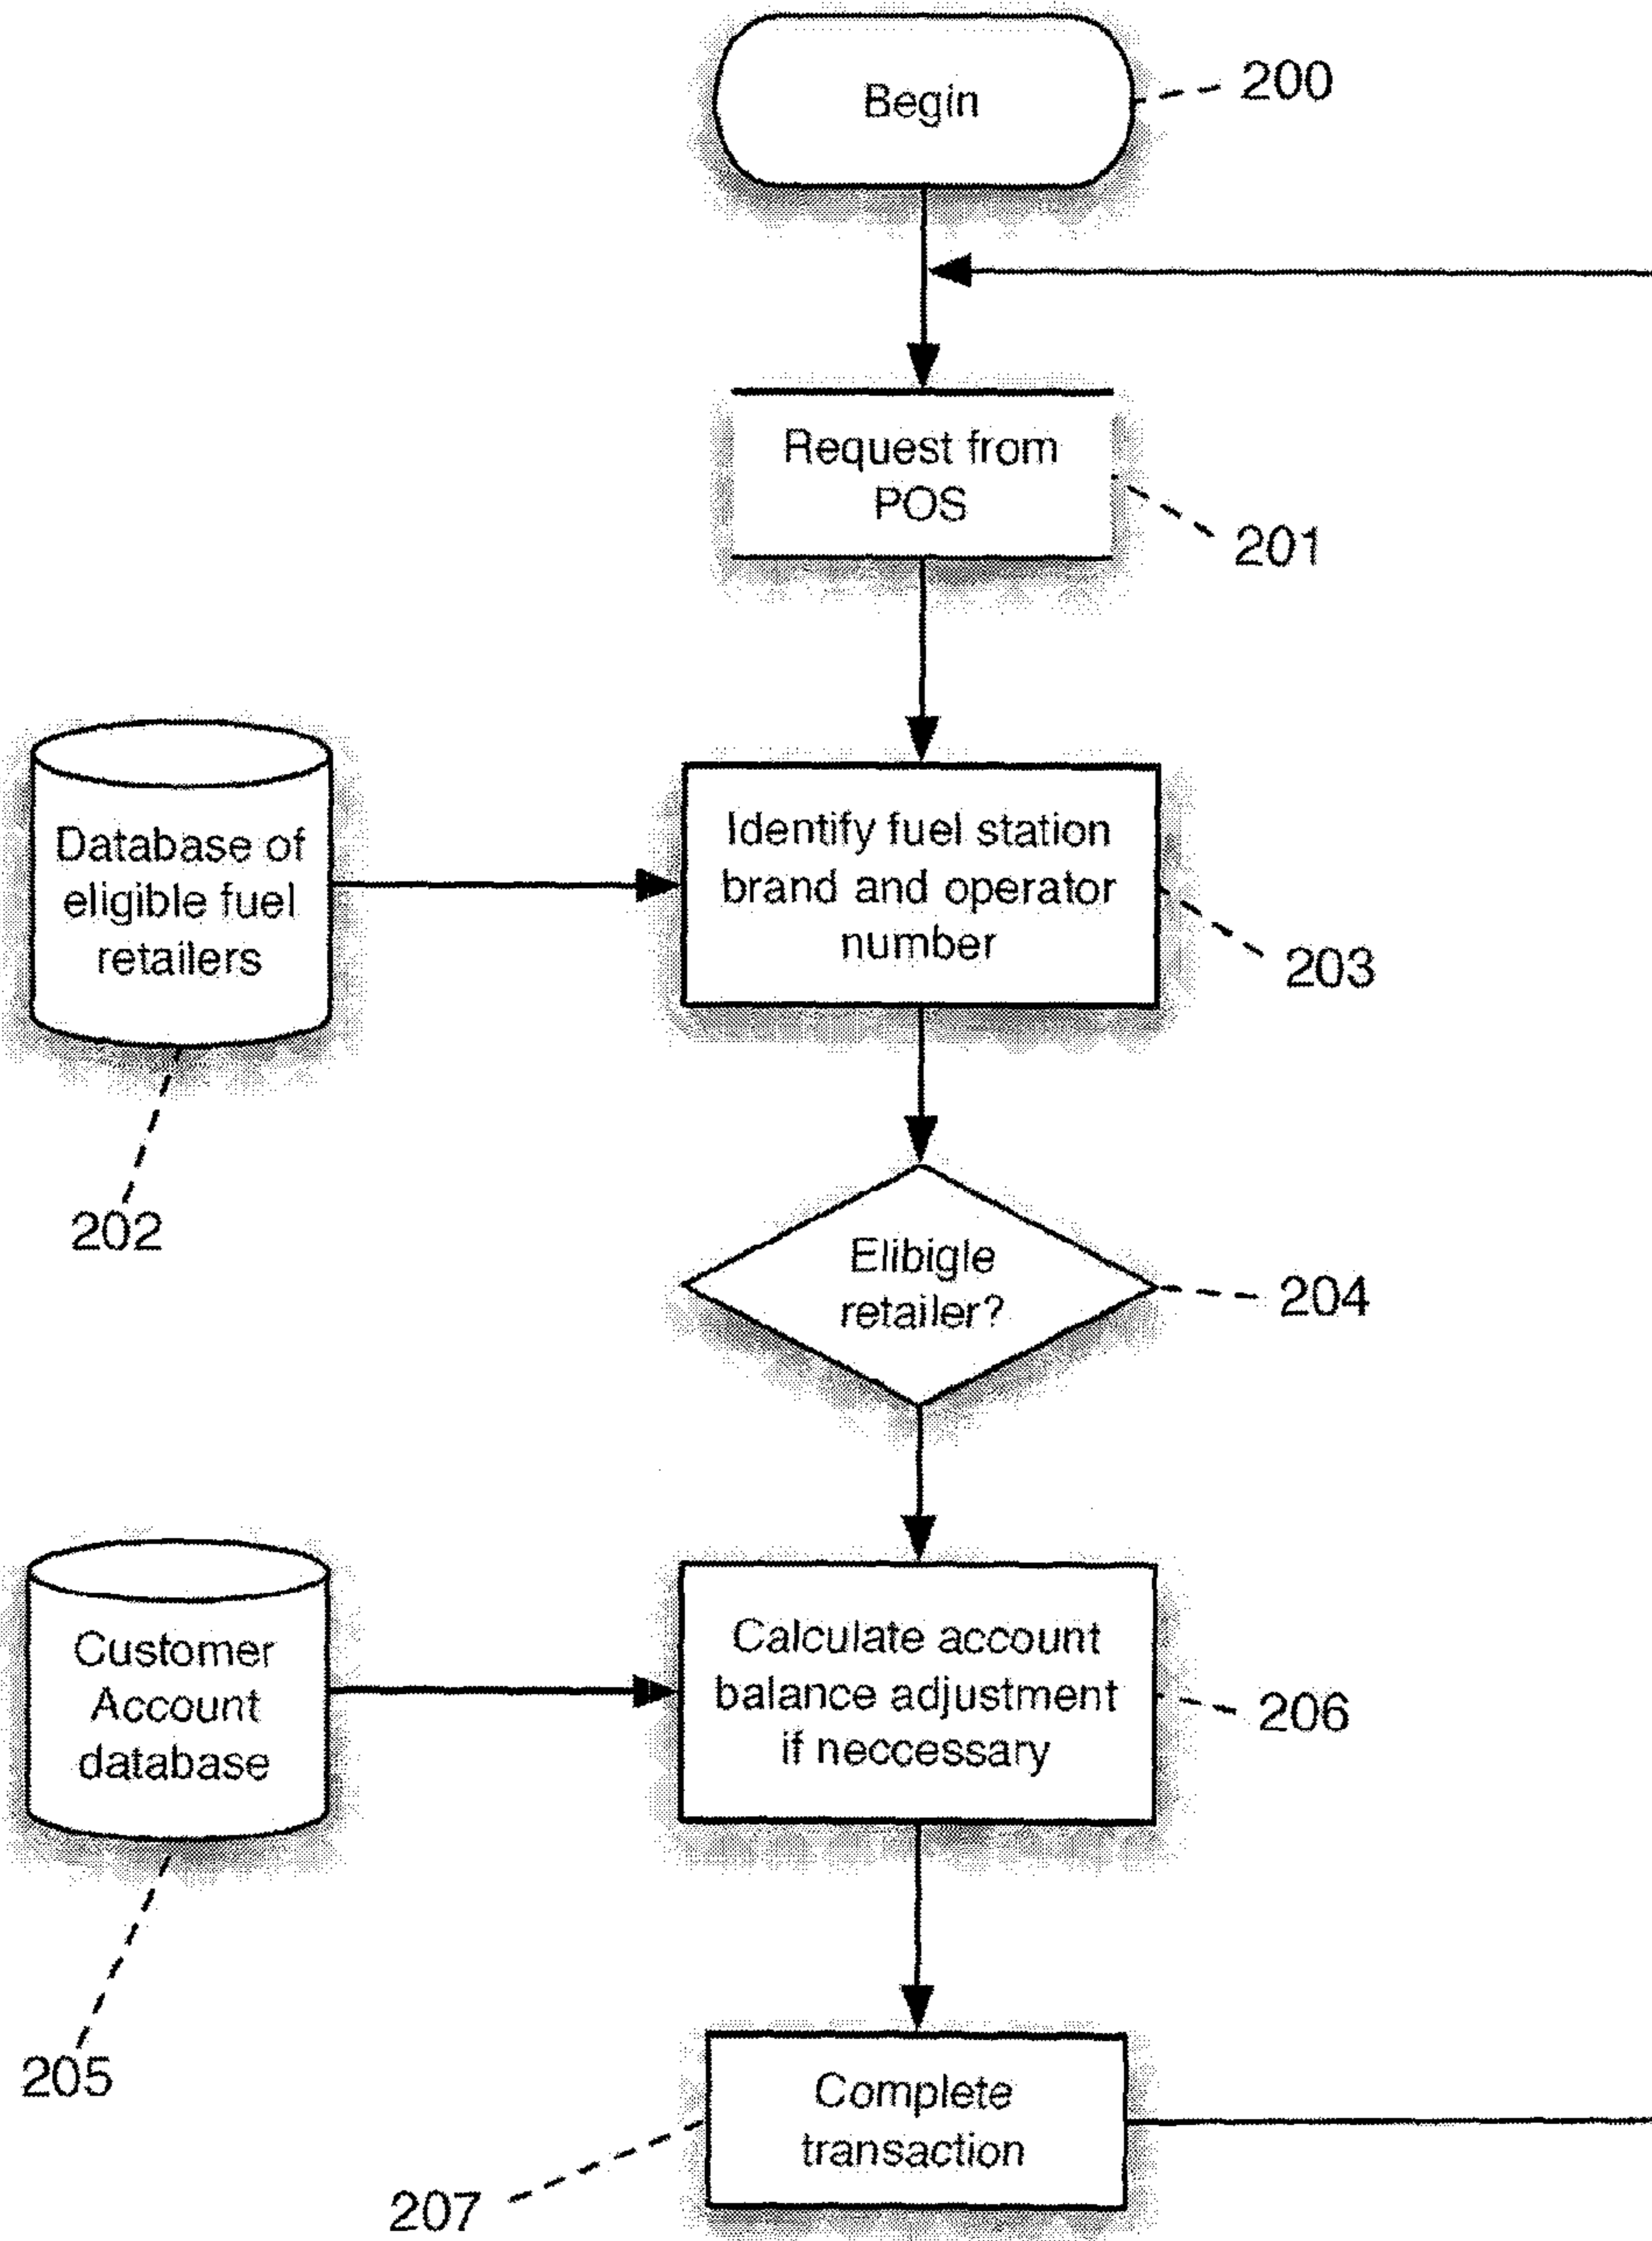 Begin
200
Request from
POS
201
Database of
eligible fuel
retailers
202
Identify fuel station
brand and operator
number
203
Elibigle
retailer?
204
Customer
Account
database
205
Calculate account
balance adjustment
if neccessary
206
Complete
transaction
207